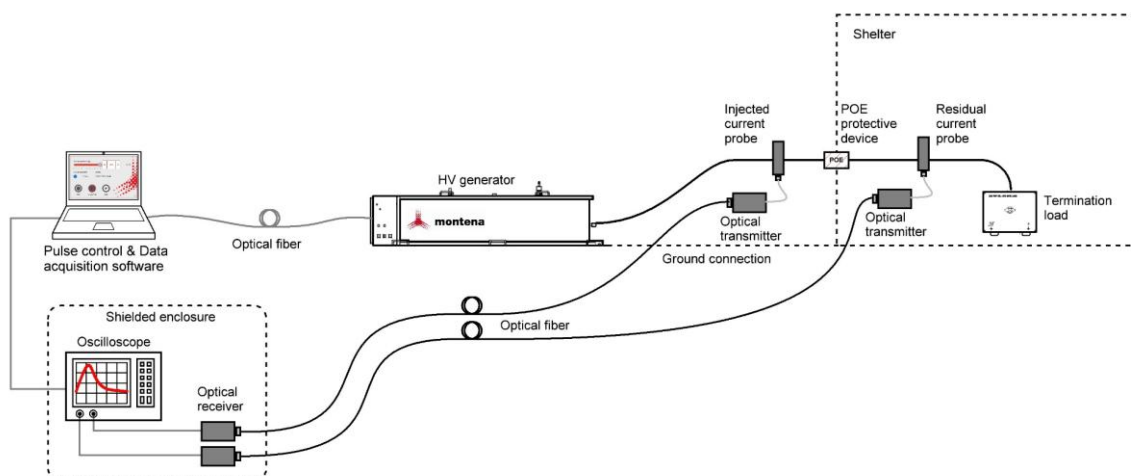 Shelter
Injected
current
probe
POE
protective
device
Residual
current
probe
POE
HV generator
montena
Optical fiber
Pulse control & Data
acquisition software
Optical
transmitter
Optical
transmitter
Termination
load
Ground connection
Shielded enclosure
Oscilloscope
Optical fiber
Optical
receiver